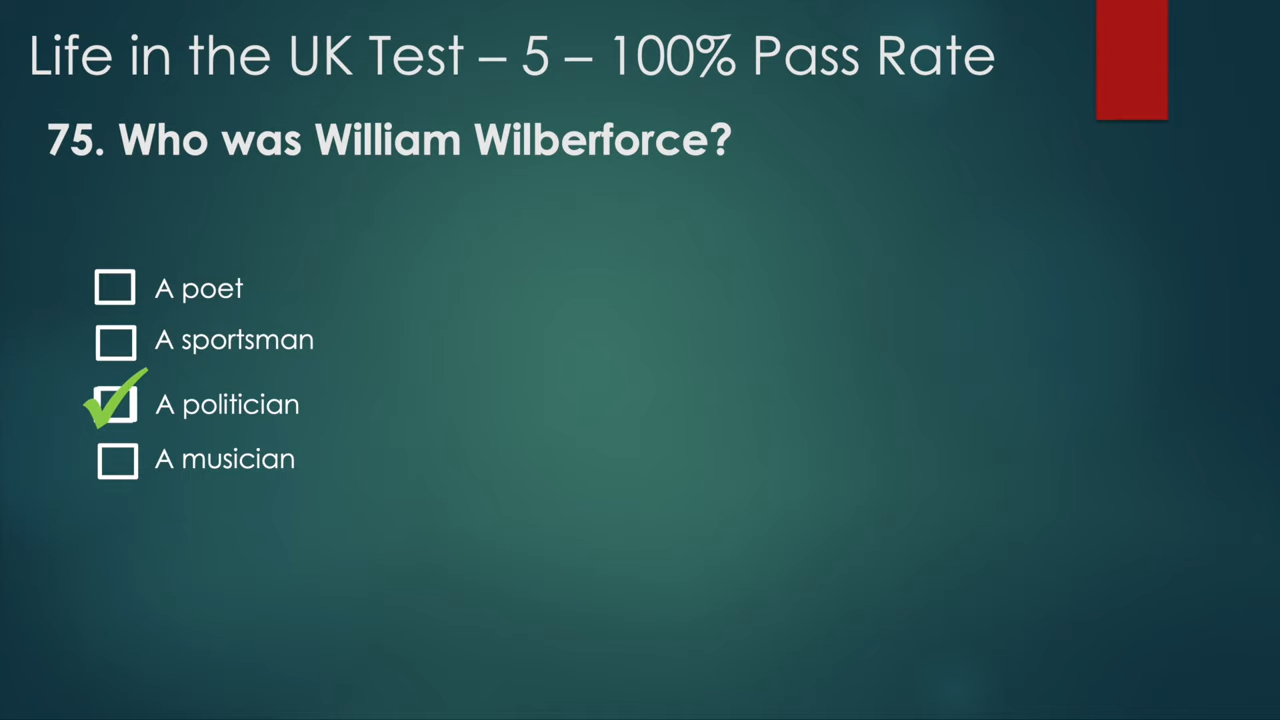 Life in the UK Test – 5 – 100% Pass Rate
75. Who was William Wilberforce?
A poet
A sportsman
A politician
A musician